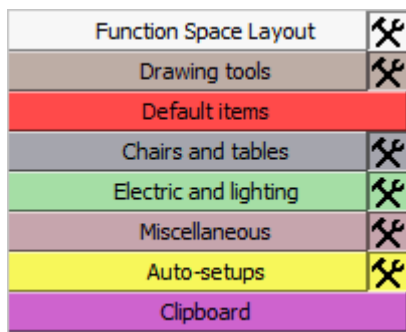 Function Space Layout
Drawing tools
Default items
Chairs and tables
Electric and lighting
Miscellaneous
Auto-setups
Clipboard